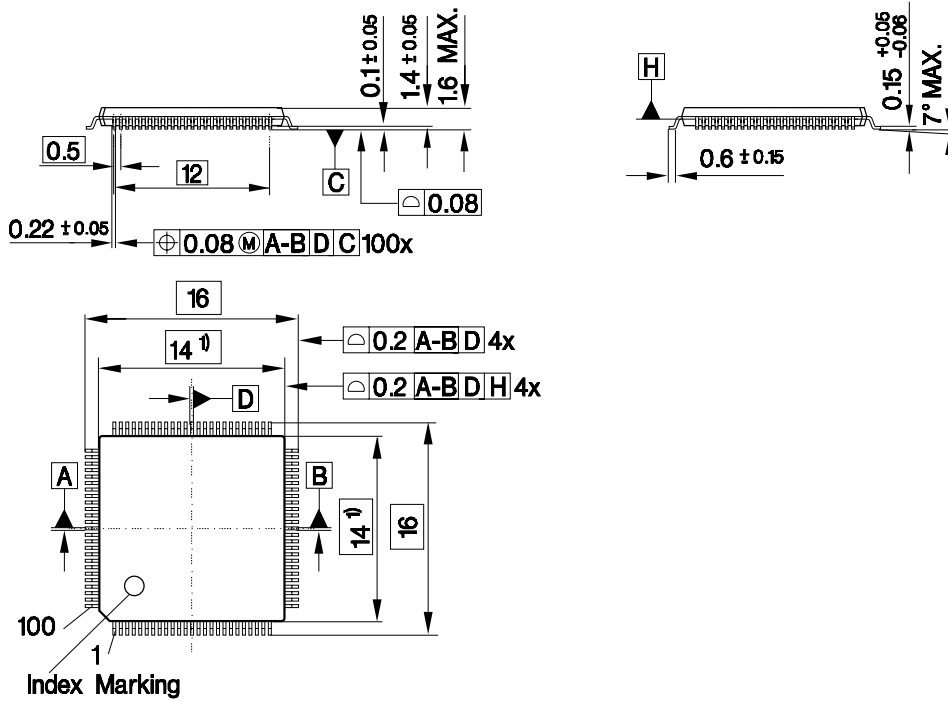 0.1 ± 0.05
1.4 ± 0.05
1.6 MAX.
H
0.15 +0.05 -0.06
7° MAX.
0.5
12
C
0.6 ± 0.15
⌓ 0.08
0.22 ± 0.05
⌖ 0.08 Ⓜ A-B D C 100x
16
⌓ 0.2 A-B D 4x
14 1)
⌓ 0.2 A-B D H 4x
D
A
B
14 1)
16
100
1
Index Marking